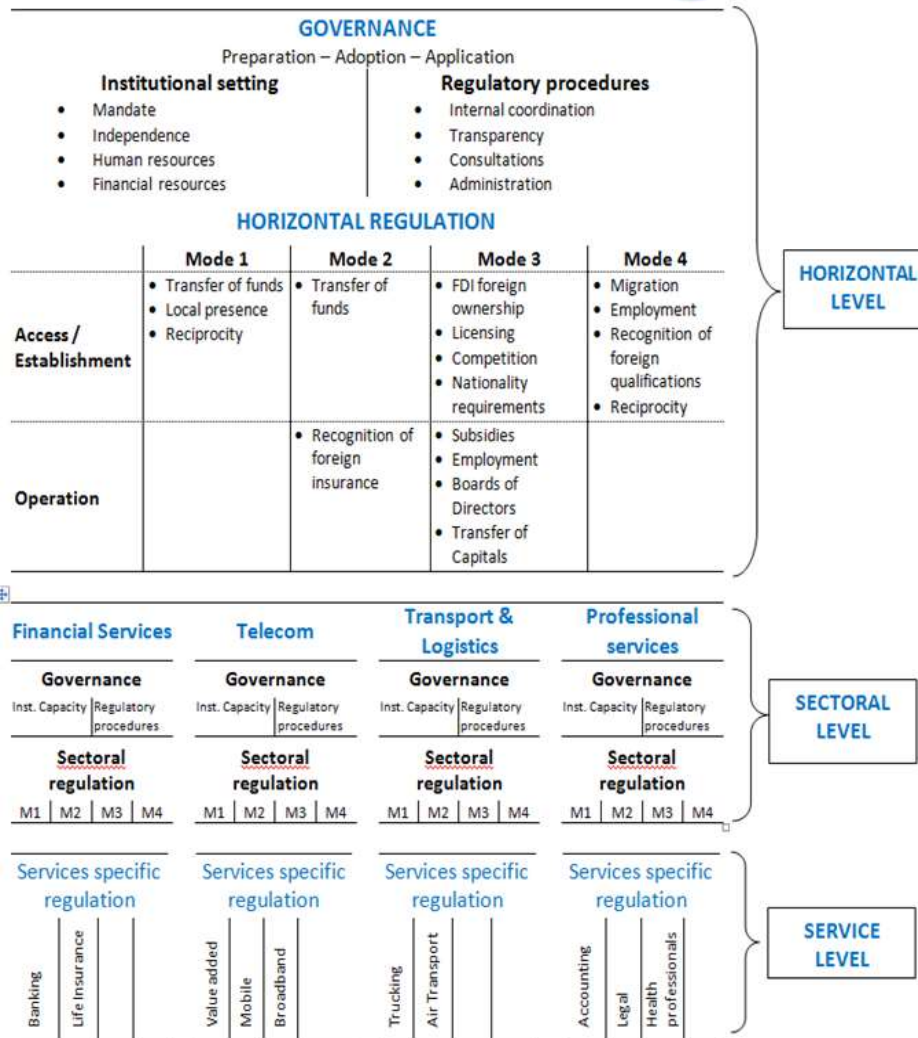 GOVERNANCE
Preparation – Adoption – Application
Institutional setting
• Mandate
• Independence
• Human resources
• Financial resources
Regulatory procedures
• Internal coordination
• Transparency
• Consultations
• Administration
HORIZONTAL REGULATION
Mode 1 Mode 2 Mode 3 Mode 4
Access /
Establishment
• Transfer of funds
• Local presence
• Reciprocity
• Transfer of
funds
• FDI foreign
ownership
• Licensing
• Competition
• Nationality
requirements
• Migration
• Employment
• Recognition of
foreign
qualifications
• Reciprocity
Operation
• Recognition of
foreign
insurance
• Subsidies
• Employment
• Boards of
Directors
• Transfer of
Capitals
HORIZONTAL
LEVEL
Financial Services
Governance
Inst. Capacity
Regulatory
procedures
Sectoral
regulation
M1 M2 M3 M4
Telecom
Governance
Inst. Capacity
Regulatory
procedures
Sectoral
regulation
M1 M2 M3 M4
Transport &
Logistics
Governance
Inst. Capacity
Regulatory
procedures
Sectoral
regulation
M1 M2 M3 M4
Professional
services
Governance
Inst. Capacity
Regulatory
procedures
Sectoral
regulation
M1 M2 M3 M4
SECTORAL
LEVEL
Services specific
regulation
Banking
Life Insurance
Services specific
regulation
Value added
Mobile
Broadband
Services specific
regulation
Trucking
Air Transport
Services specific
regulation
Accounting
Legal
Health
professionals
SERVICE
LEVEL